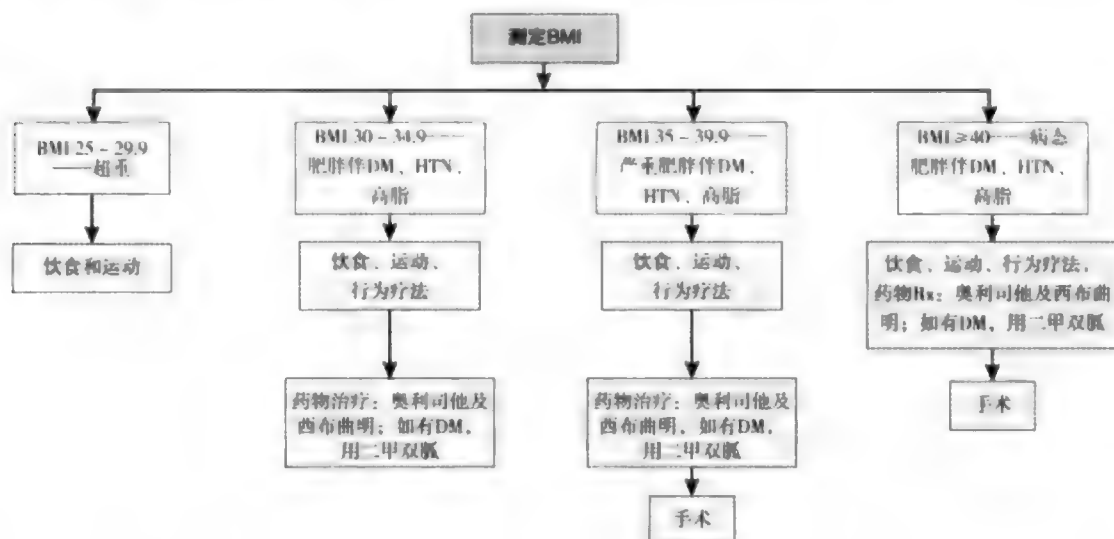 测定BMI
BMI 25~29.9
——超重
饮食和运动
BMI 30~34.9——
肥胖伴DM、HTN、
高脂
饮食、运动、
行为疗法
药物治疗：奥利司他及
西布曲明；如有DM，
用二甲双胍
BMI 35~39.9——
严重肥胖伴DM、
HTN、高脂
饮食、运动、
行为疗法
药物治疗：奥利司他及
西布曲明，如有DM，
用二甲双胍
手术
BMI≥40——病态
肥胖伴DM、HTN、
高脂
饮食、运动、行为疗法，
药物Rx：奥利司他及西布曲
明；如有DM，用二甲双胍
手术